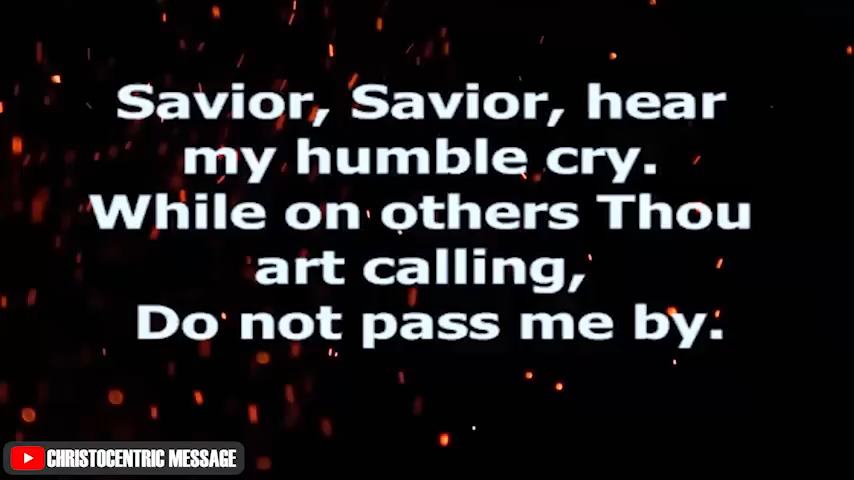 Savior, Savior, hear
my humble cry.
While on others Thou
art calling,
Do not pass me by.
CHRISTOCENTRIC MESSAGE